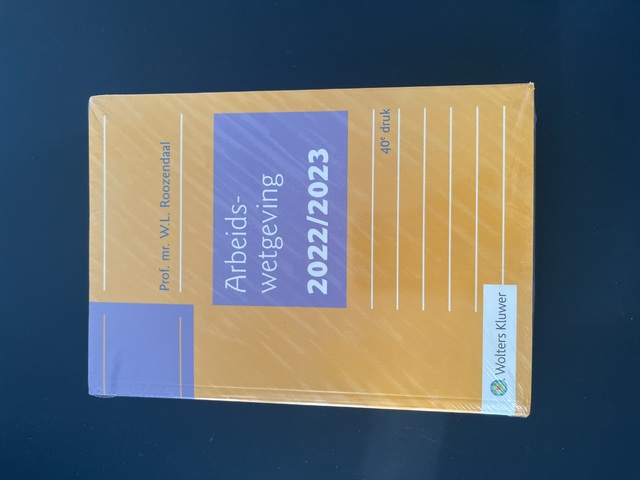 Prof. mr. W.L. Roozendaal
Arbeids-
wetgeving
2022/2023
40e druk
Wolters Kluwer